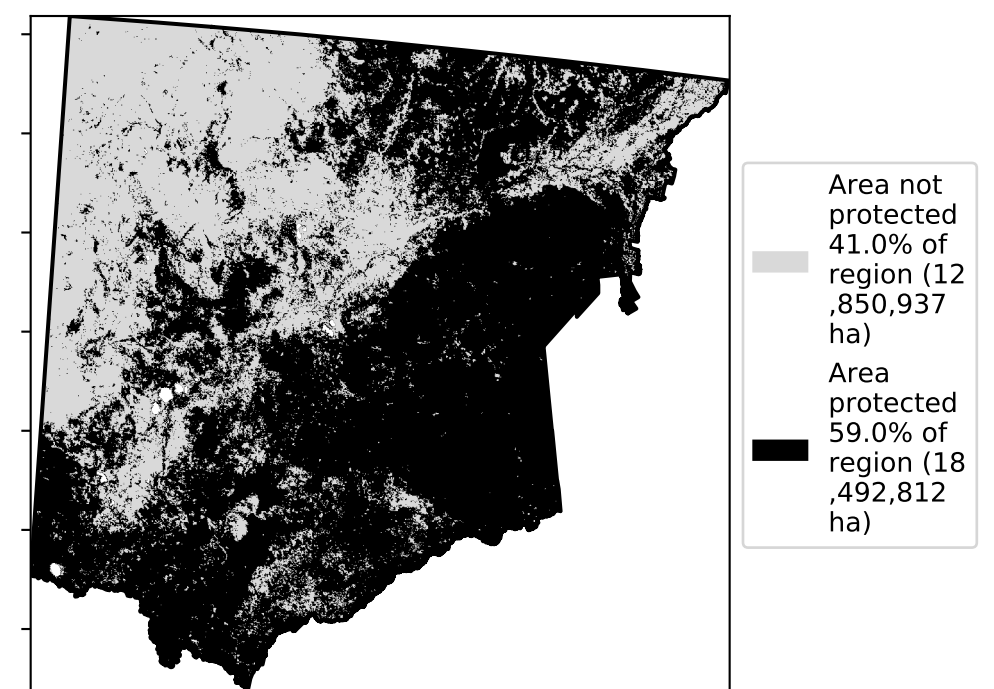 Area not
protected
41.0% of
region (12
,850,937
ha)
Area
protected
59.0% of
region (18
,492,812
ha)